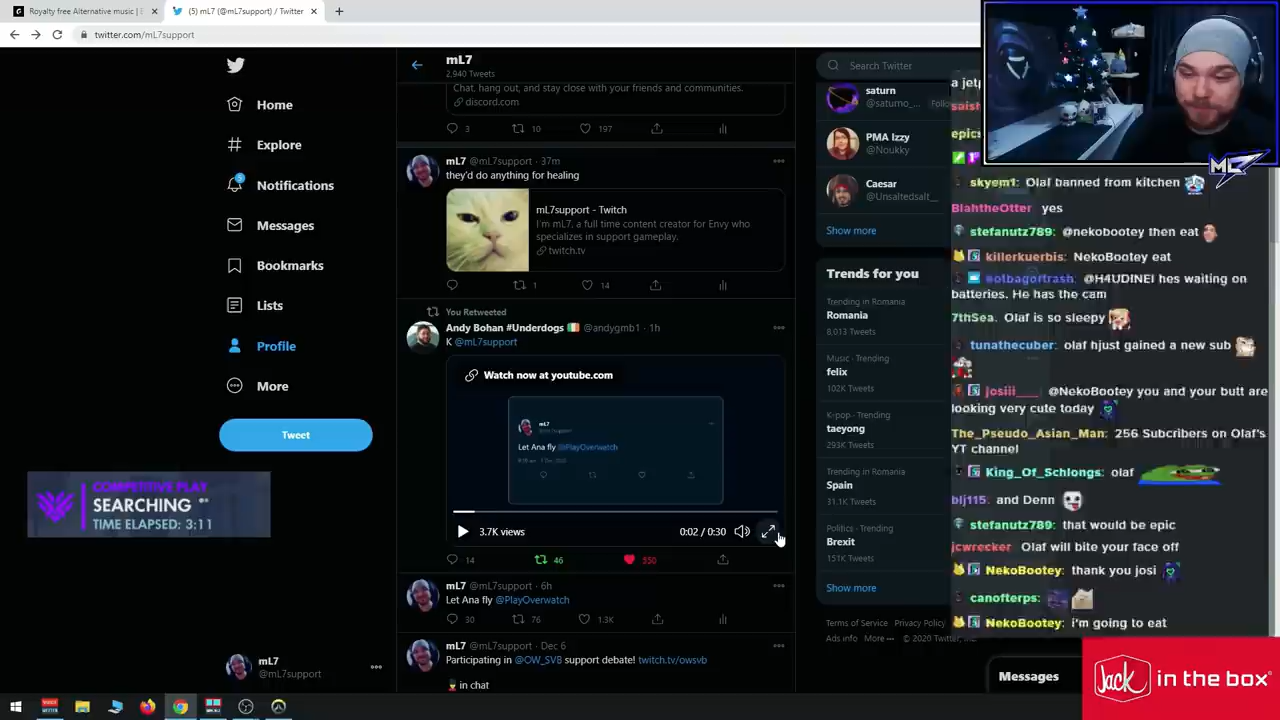 Royalty free Alternative music | E
(5) mL7 (@mL7support) / Twitter
twitter.com/mL7support
Home
Explore
Notifications
5
Messages
Bookmarks
Lists
Profile
More
Tweet
COMPETITIVE PLAY
SEARCHING
TIME ELAPSED: 3:11
mL7
@mL7support
mL7
2,940 Tweets
Chat, hang out, and stay close with your friends and communities.
discord.com
3 10 197
mL7 @mL7support · 37m
they'd do anything for healing
mL7support - Twitch
I'm mL7, a full time content creator for Envy who
specializes in support gameplay.
twitch.tv
1 14
You Retweeted
Andy Bohan #Underdogs @andygmb1 · 1h
K @mL7support
Watch now at youtube.com
mL7
Let Ana fly @PlayOverwatch
3.7K views 0:02 / 0:30
14 46 550
mL7 @mL7support · 6h
Let Ana fly @PlayOverwatch
30 76 1.3K
mL7 @mL7support · Dec 6
Participating in @OW_SVB support debate! twitch.tv/owsvb
in chat
Search Twitter
saturn
@saturno_...
PMA Izzy
@Noukky
Caesar
@Unsaltedsalt_
Show more
Trends for you
Trending in Romania
Romania
8,013 Tweets
Music · Trending
felix
102K Tweets
K-pop · Trending
taeyong
293K Tweets
Trending in Romania
Spain
31.1K Tweets
Politics · Trending
Brexit
151K Tweets
Show more
Terms of Service Privacy Policy
Ads info More ··· © 2020 Twitter,
Messages
ML7
skyem1: Olaf banned from kitchen
BlahtheOtter yes
stefanutz789: @nekobootey then eat
killerkuerbis: NekoBootey eat
@H4UDINEI hes waiting on
batteries. He has the cam
7thSea: Olaf is so sleepy
tunathecuber: olaf hjust gained a new sub
josiii___: @NekoBootey you and your butt are
looking very cute today
The_Pseudo_Asian_Man: 256 Subcribers on Olaf's
YT channel
King_Of_Schlongs: olaf
blj115: and Denn
stefanutz789: that would be epic
jcwrecker: Olaf will bite your face off
NekoBootey: thank you josi
canofterps:
NekoBootey: i'm going to eat
Jack in the box